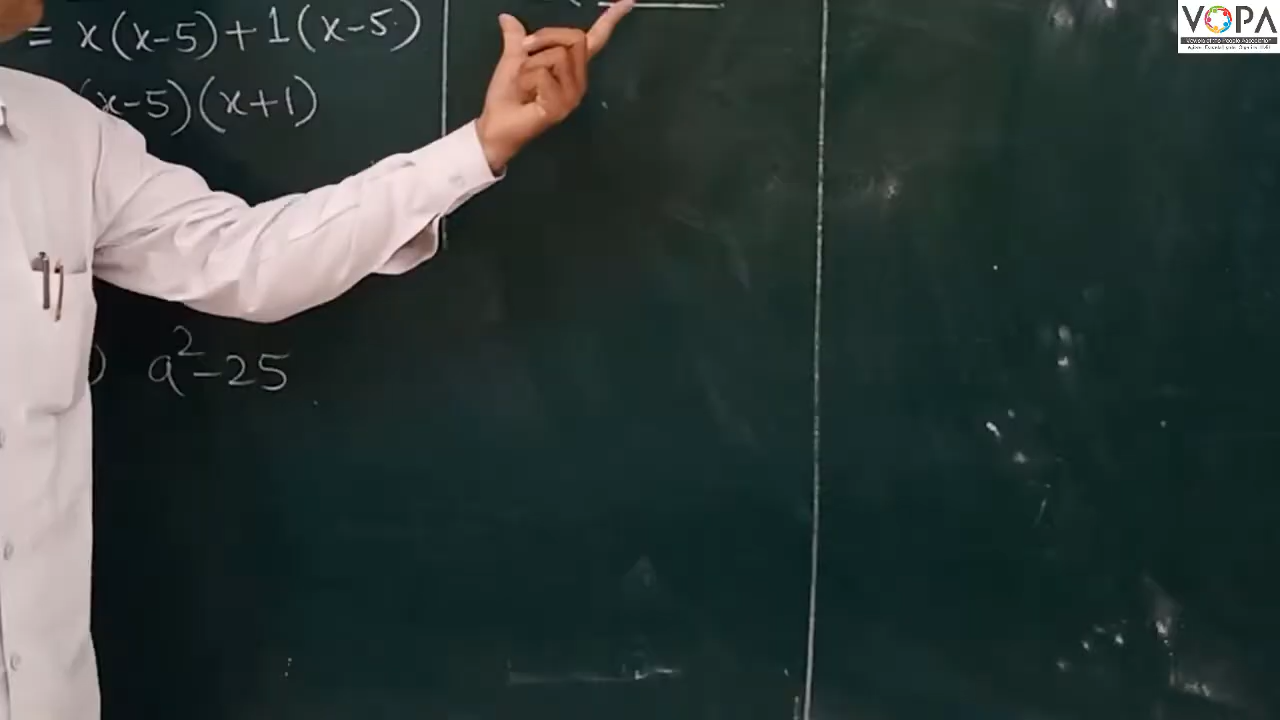 = x(x-5)+1(x-5)
(x-5)(x+1)
) a²-25
VOPA